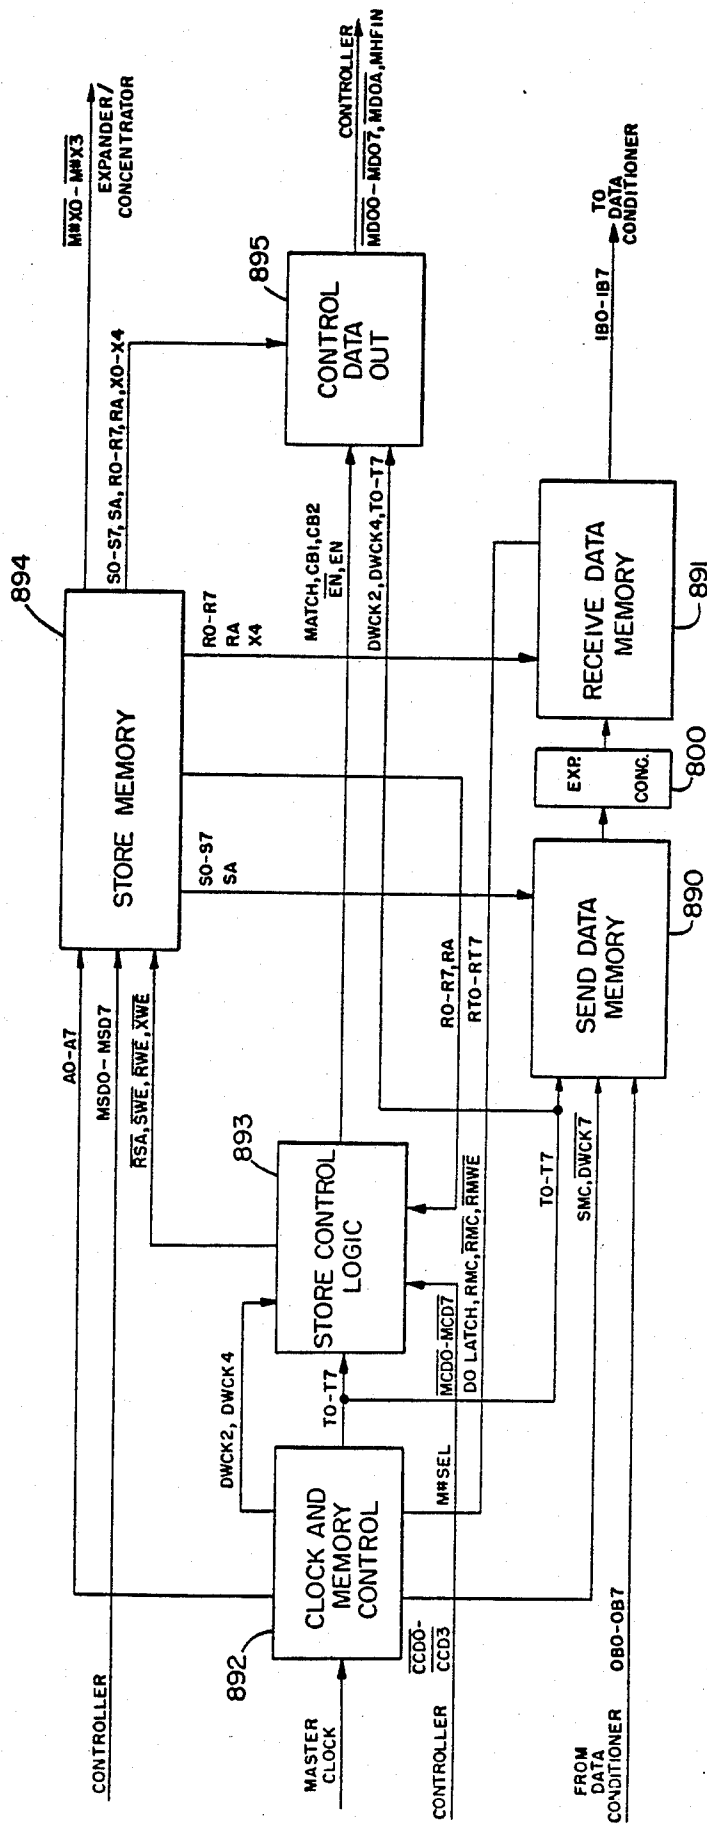 CONTROLLER
A0-A7
MSD0-MSD7
RSA, SWE, RWE, XWE
894
STORE MEMORY
M#X0-M#X3
EXPANDER/
CONCENTRATOR
S0-S7, SA, R0-R7, RA, X0-X4
895
CONTROL
DATA
OUT
CONTROLLER
MD00-MD07, MD0A, MHFIN
R0-R7
RA
X4
S0-S7
SA
MATCH, CB1, CB2
EN, EN
DWCK2, DWCK4, T0-T7
893
STORE CONTROL
LOGIC
DWCK2, DWCK4
T0-T7
R0-R7, RA
RT0-RT7
MASTER
CLOCK
892
CLOCK AND
MEMORY
CONTROL
CCD0-
CCD3
M#SEL
MCD0-MCD7
DO LATCH, RMC, RMC, RMWE
CONTROLLER
T0-T7
SMC, DWCK7
FROM
DATA
CONDITIONER
OB0-OB7
SEND DATA
MEMORY
890
EXP.
CONC.
800
RECEIVE DATA
MEMORY
891
IB0-IB7
TO
DATA
CONDITIONER